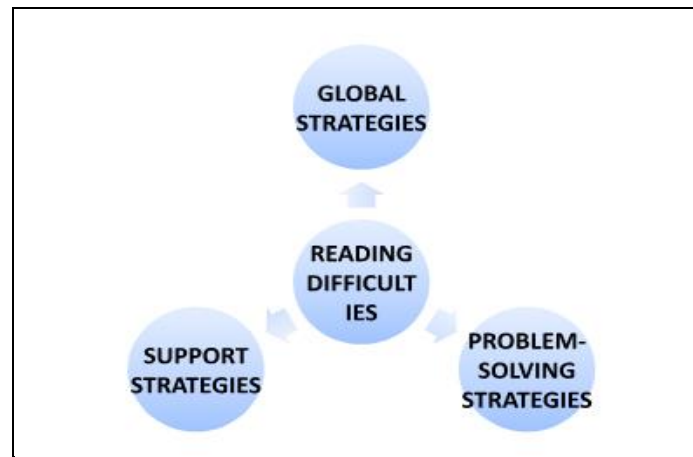 GLOBAL
STRATEGIES
READING
DIFFICULT
IES
SUPPORT
STRATEGIES
PROBLEM-
SOLVING
STRATEGIES